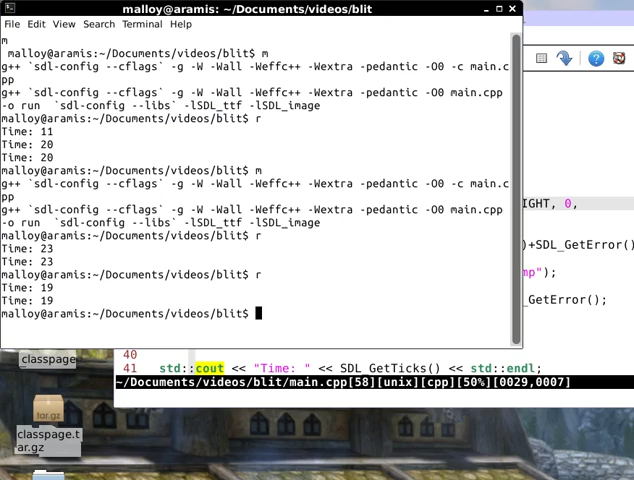 malloy@aramis: ~/Documents/videos/blit
File Edit View Search Terminal Help
m
malloy@aramis:~/Documents/videos/blit$ m
g++ `sdl-config --cflags` -g -W -Wall -Weffc++ -Wextra -pedantic -O0 -c main.c
pp
g++ `sdl-config --cflags` -g -W -Wall -Weffc++ -Wextra -pedantic -O0 main.cpp
-o run  `sdl-config --libs` -lSDL_ttf -lSDL_image
malloy@aramis:~/Documents/videos/blit$ r
Time: 11
Time: 20
Time: 20
malloy@aramis:~/Documents/videos/blit$ m
g++ `sdl-config --cflags` -g -W -Wall -Weffc++ -Wextra -pedantic -O0 -c main.c
pp
g++ `sdl-config --cflags` -g -W -Wall -Weffc++ -Wextra -pedantic -O0 main.cpp
-o run  `sdl-config --libs` -lSDL_ttf -lSDL_image
malloy@aramis:~/Documents/videos/blit$ r
Time: 23
Time: 23
malloy@aramis:~/Documents/videos/blit$ r
Time: 19
Time: 19
malloy@aramis:~/Documents/videos/blit$
IGHT, 0,
)+SDL_GetError()
mp");
_GetError();
40
41 std::cout << "Time: " << SDL_GetTicks() << std::endl;
~/Documents/videos/blit/main.cpp[58][unix][cpp][50%][0029,0007]
classpage
tar.gz
classpage.t
ar.gz